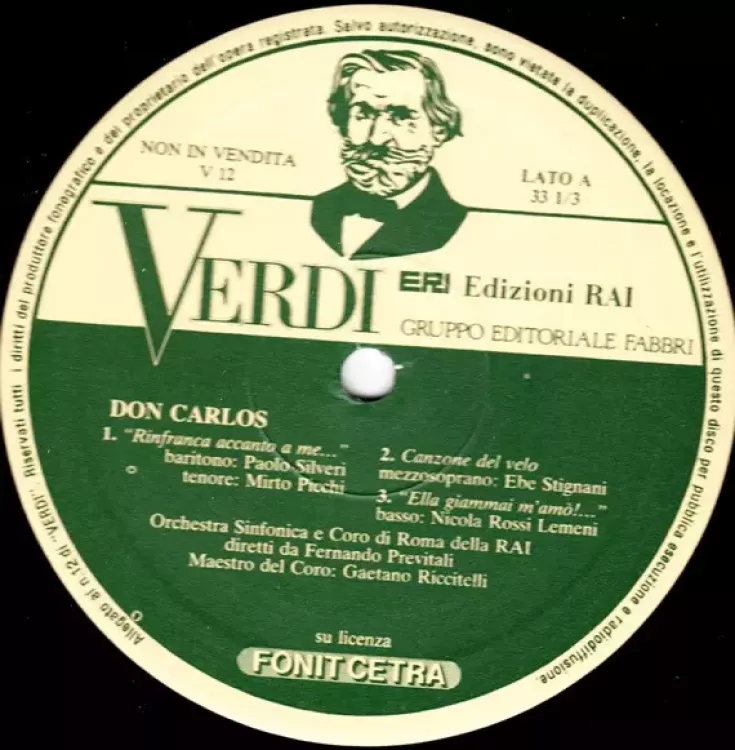 Allegato al n. 12 di "VERDI". Riservati tutti i diritti del produttore fonografico e del proprietario dell'opera registrata. Salvo autorizzazione, sono vietate la duplicazione, la locazione e l'utilizzazione di questo disco per pubblica esecuzione e radiodiffusione.
NON IN VENDITA
V 12
LATO A
33 1/3
VERDI
ERI Edizioni RAI
GRUPPO EDITORIALE FABBRI
DON CARLOS
1. "Rinfranca accanto a me..."
baritono: Paolo Silveri
tenore: Mirto Picchi
2. Canzone del velo
mezzosoprano: Ebe Stignani
3. "Ella giammai m'amò!..."
basso: Nicola Rossi Lemeni
Orchestra Sinfonica e Coro di Roma della RAI
diretti da Fernando Previtali
Maestro del Coro: Gaetano Riccitelli
su licenza
FONIT CETRA